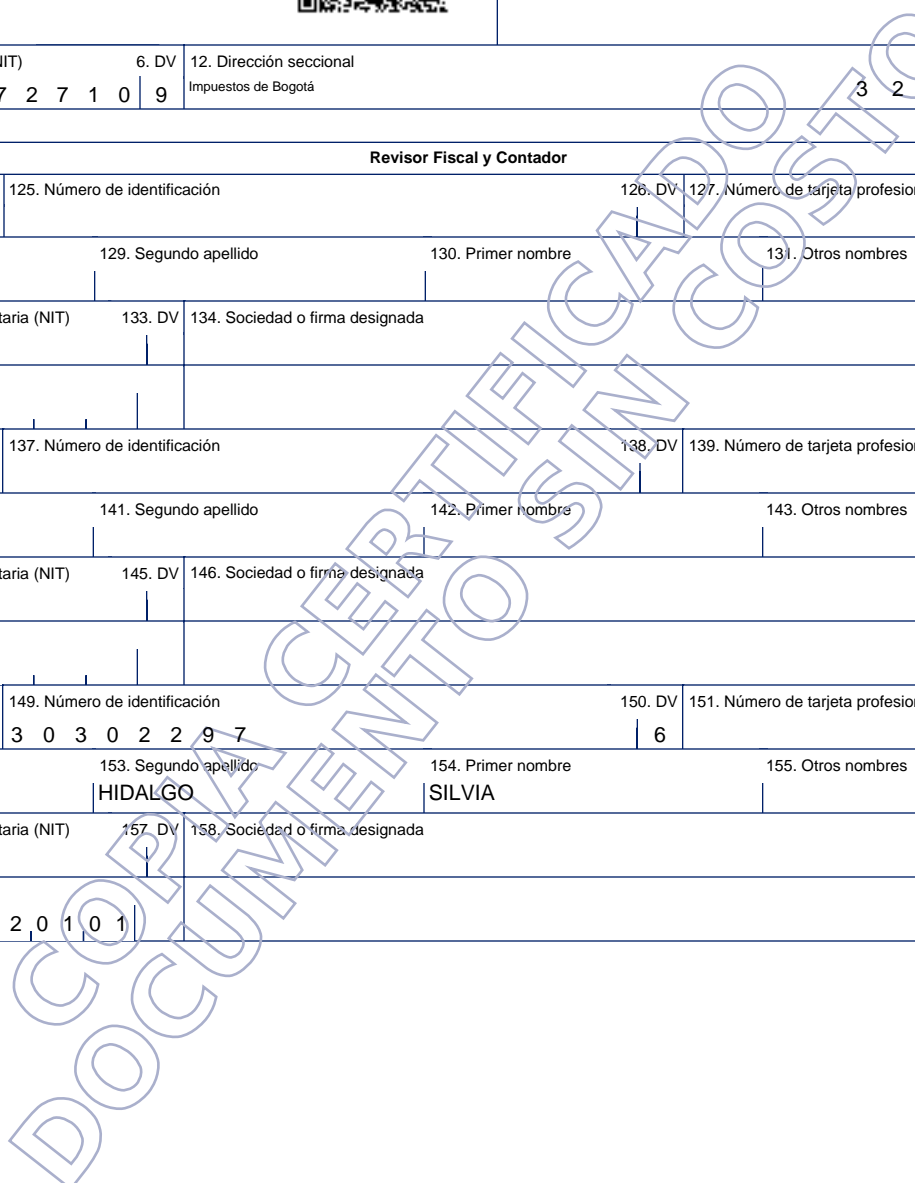 NIT) 6. DV 12. Dirección seccional
7 2 7 1 0 9 Impuestos de Bogotá 3 2
Revisor Fiscal y Contador
125. Número de identificación 126. DV 127. Número de tarjeta profesion
129. Segundo apellido 130. Primer nombre 131. Otros nombres
taria (NIT) 133. DV 134. Sociedad o firma designada
137. Número de identificación 138. DV 139. Número de tarjeta profesion
141. Segundo apellido 142. Primer nombre 143. Otros nombres
taria (NIT) 145. DV 146. Sociedad o firma designada
149. Número de identificación 150. DV 151. Número de tarjeta profesion
3 0 3 0 2 2 9 7 6
153. Segundo apellido 154. Primer nombre 155. Otros nombres
HIDALGO SILVIA
taria (NIT) 157. DV 158. Sociedad o firma designada
2 0 1 0 1
COPIA CERTIFICADO
DOCUMENTO SIN COSTO